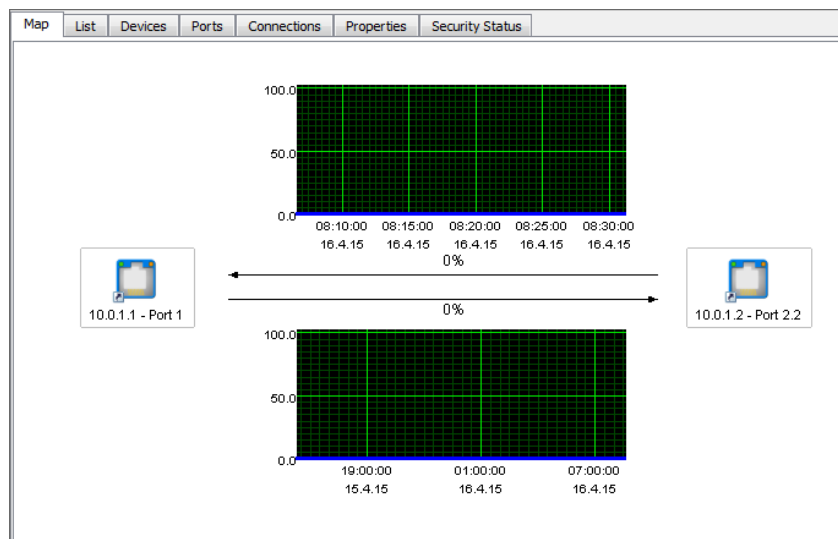 Map List Devices Ports Connections Properties Security Status
100.0
50.0
0.0
08:10:00 08:15:00 08:20:00 08:25:00 08:30:00
16.4.15 16.4.15 16.4.15 16.4.15 16.4.15
0%
10.0.1.1 - Port 1
10.0.1.2 - Port 2.2
0%
100.0
50.0
0.0
19:00:00 01:00:00 07:00:00
15.4.15 16.4.15 16.4.15